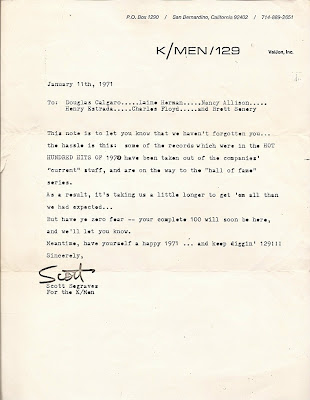 P.O. Box 1290 / San Bernardino, California 92402 / 714-889-2651
K/MEN/129
ValJon, Inc.
January 11th, 1971
To: Douglas Calgaro.....Laine Herman.....Nancy Allison.....
Henry Estrada.....Charles Floyd.....and Brett Senery
This note is to let you know that we haven't forgotten you...
the hassle is this: some of the records which were in the HOT
HUNDRED HITS OF 1970 have been taken out of the companies'
"current" stuff, and are on the way to the "hall of fame"
series.
As a result, it's taking us a little longer to get 'em all than
we had expected...
But have ye zero fear -- your complete 100 will soon be here,
and we'll let you know.
Meantime, have yourself a happy 1971 ... and keep diggin' 129!!!
Sincerely,
Scott
Scott Segraves
For the K/Men